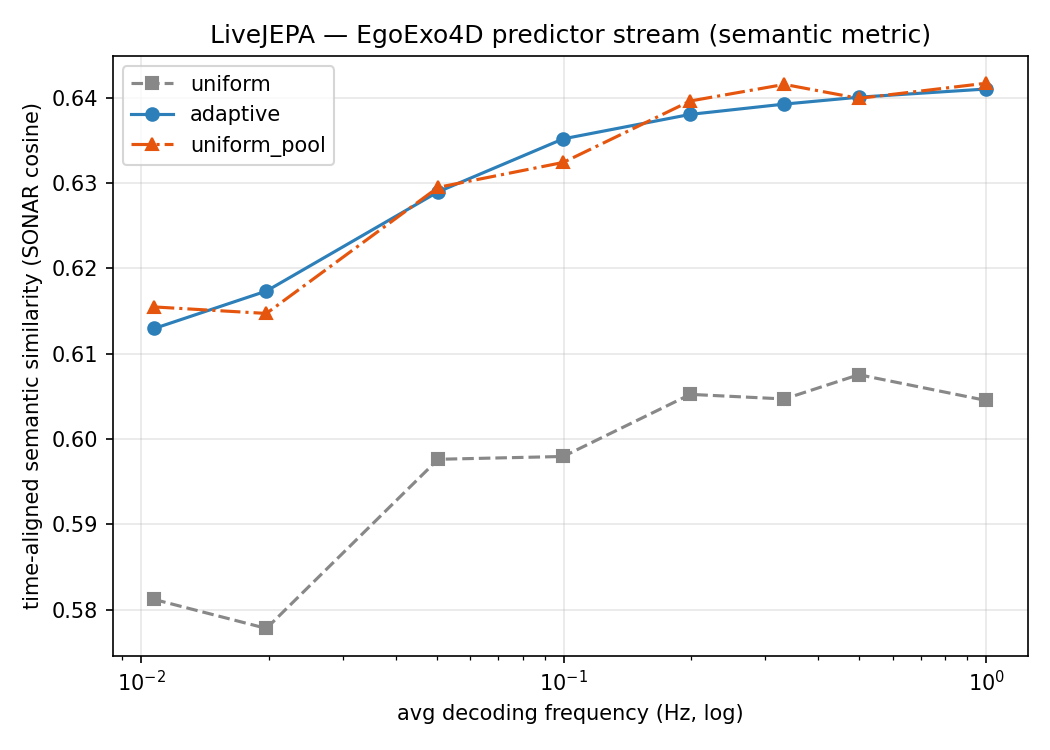 LiveJEPA — EgoExo4D predictor stream (semantic metric)
uniform
adaptive
uniform_pool
time-aligned semantic similarity (SONAR cosine)
0.64
0.63
0.62
0.61
0.60
0.59
0.58
10⁻² 10⁻¹ 10⁰
avg decoding frequency (Hz, log)